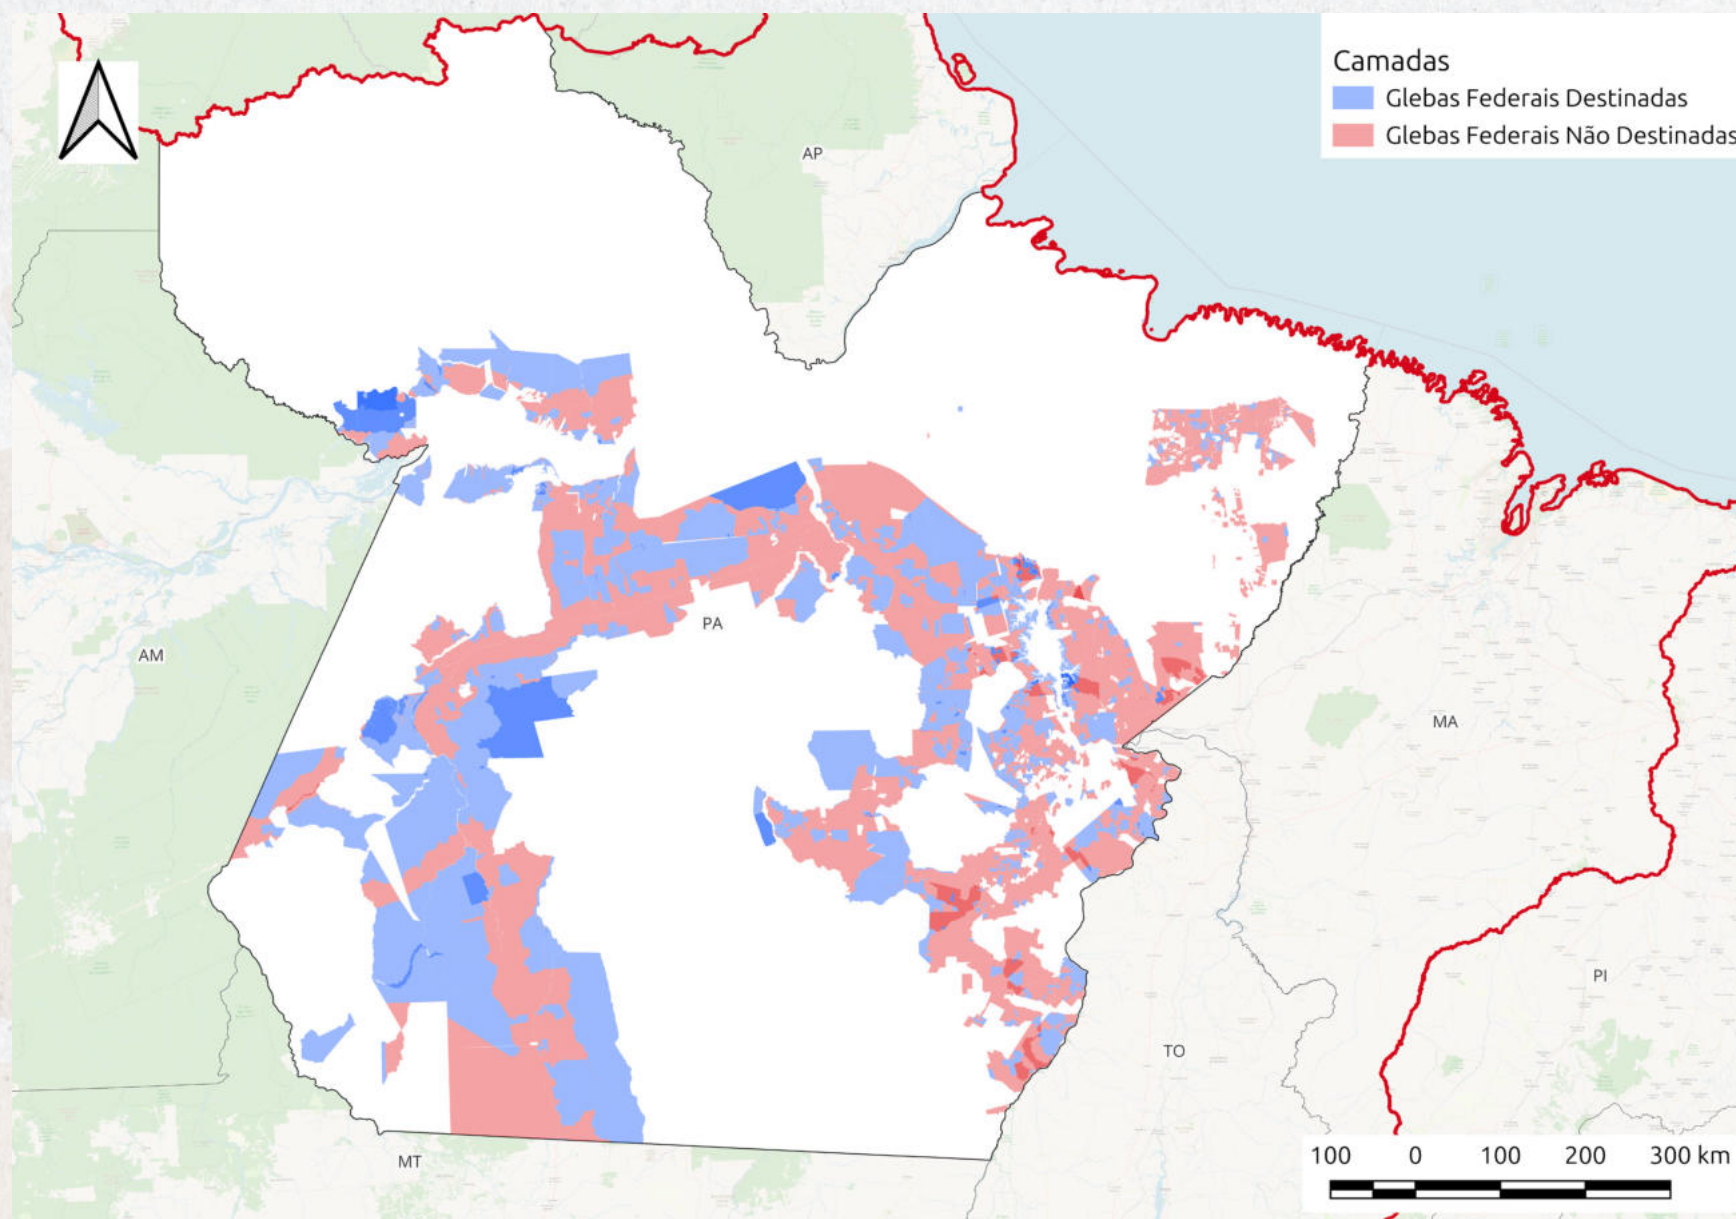 Camadas
Glebas Federais Destinadas
Glebas Federais Não Destinadas
AP
PA
AM
MA
PI
TO
MT
100 0 100 200 300 km